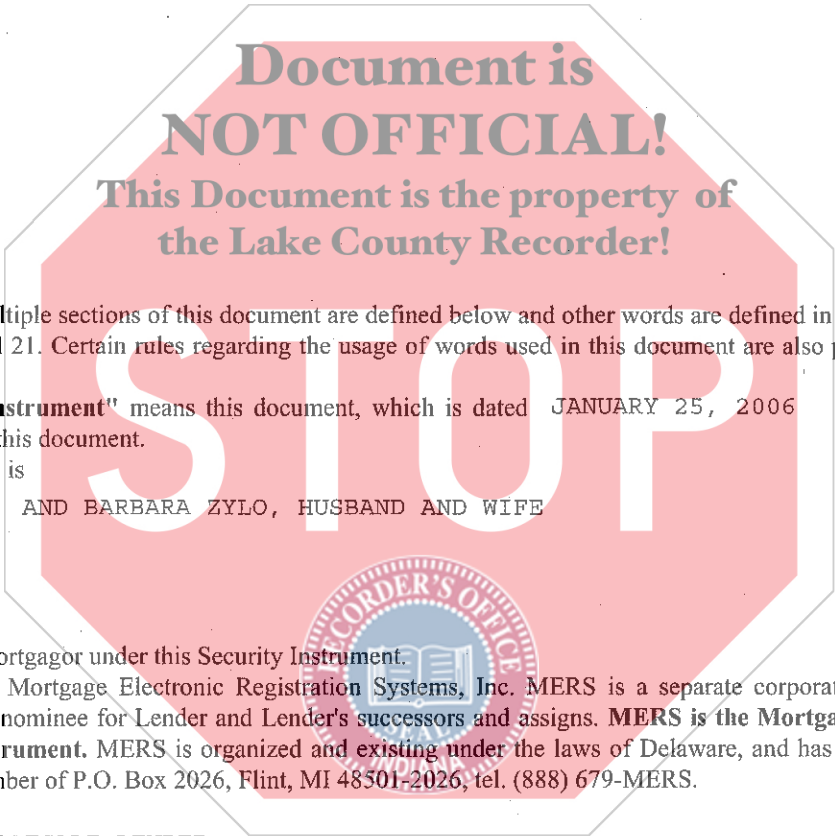 Document is
NOT OFFICIAL!
This Document is the property of
the Lake County Recorder!
ltiple sections of this document are defined below and other words are defined in
21. Certain rules regarding the usage of words used in this document are also
STOP
nstrument" means this document, which is dated JANUARY 25, 2006
this document.
is
AND BARBARA ZYLO, HUSBAND AND WIFE
RECORDER'S OFFICE
SEAL
INDIANA
ortgagor under this Security Instrument.
Mortgage Electronic Registration Systems, Inc. MERS is a separate corporat
nominee for Lender and Lender's successors and assigns. MERS is the Mortga
rument. MERS is organized and existing under the laws of Delaware, and has
ber of P.O. Box 2026, Flint, MI 48501-2026, tel. (888) 679-MERS.